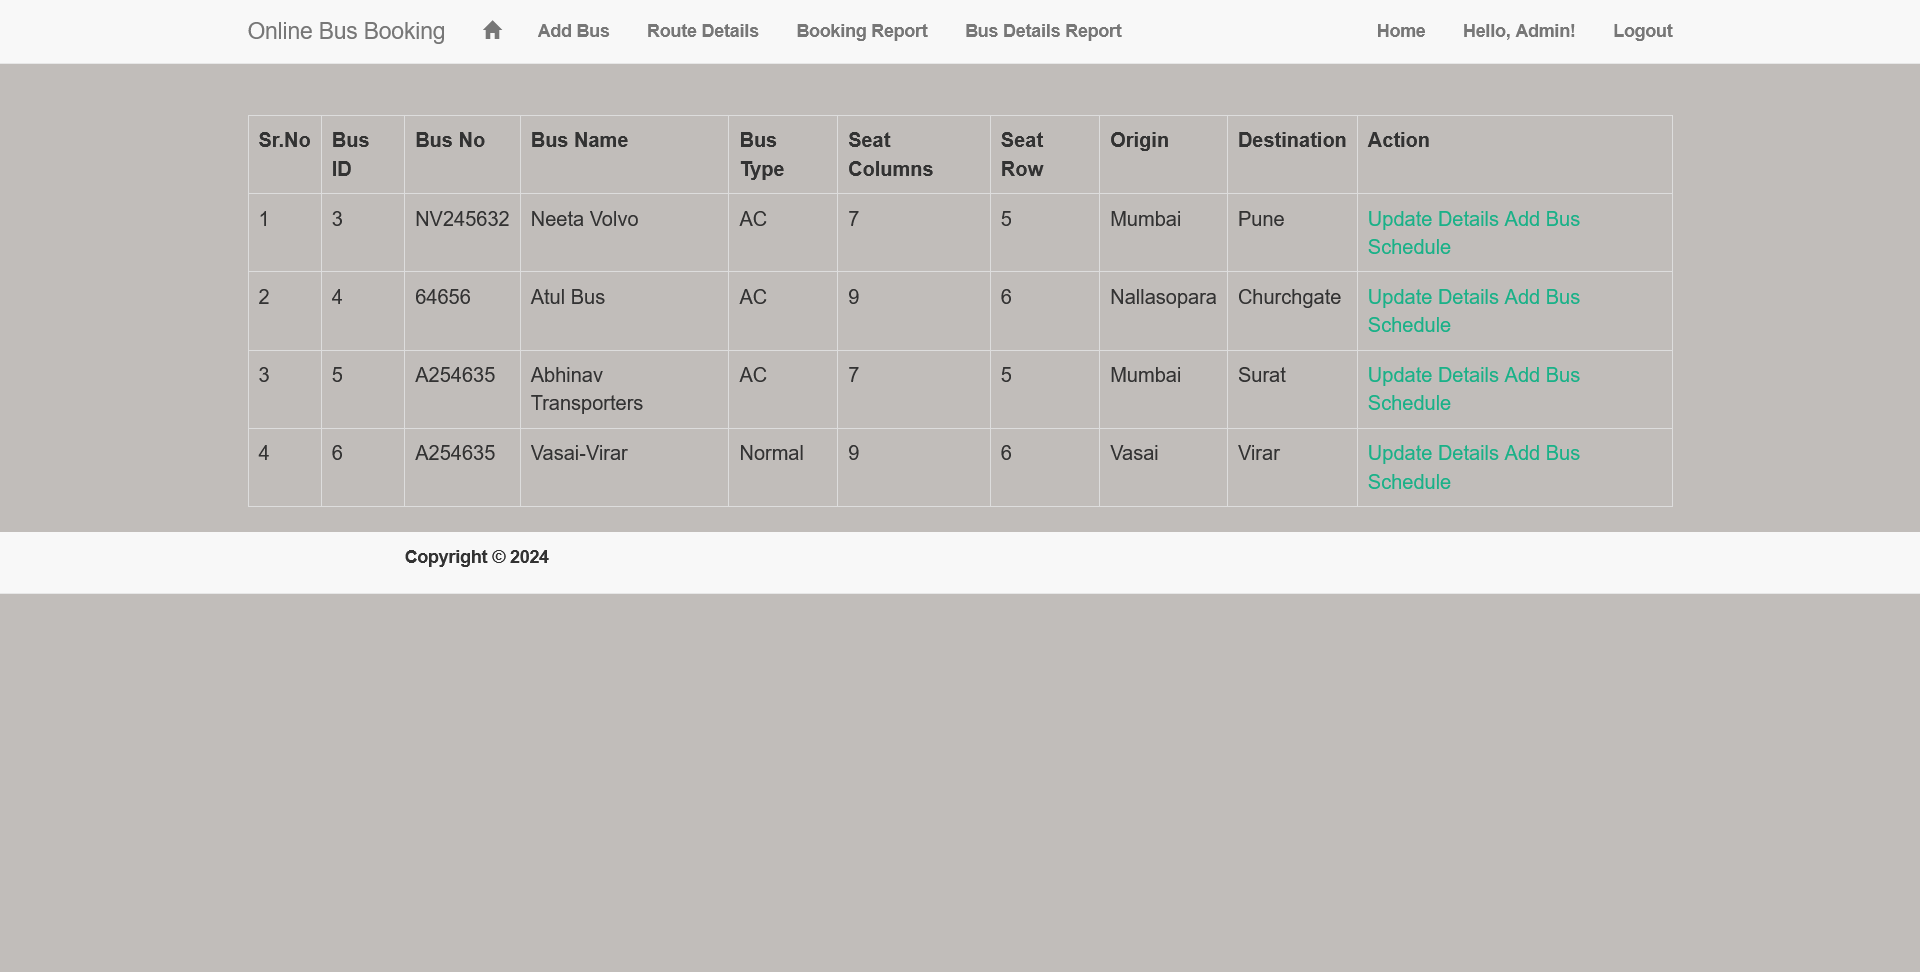 Online Bus Booking Add Bus Route Details Booking Report Bus Details Report Home Hello, Admin! Logout
Sr.No Bus ID Bus No Bus Name Bus Type Seat Columns Seat Row Origin Destination Action
1 3 NV245632 Neeta Volvo AC 7 5 Mumbai Pune Update Details Add Bus Schedule
2 4 64656 Atul Bus AC 9 6 Nallasopara Churchgate Update Details Add Bus Schedule
3 5 A254635 Abhinav Transporters AC 7 5 Mumbai Surat Update Details Add Bus Schedule
4 6 A254635 Vasai-Virar Normal 9 6 Vasai Virar Update Details Add Bus Schedule
Copyright © 2024